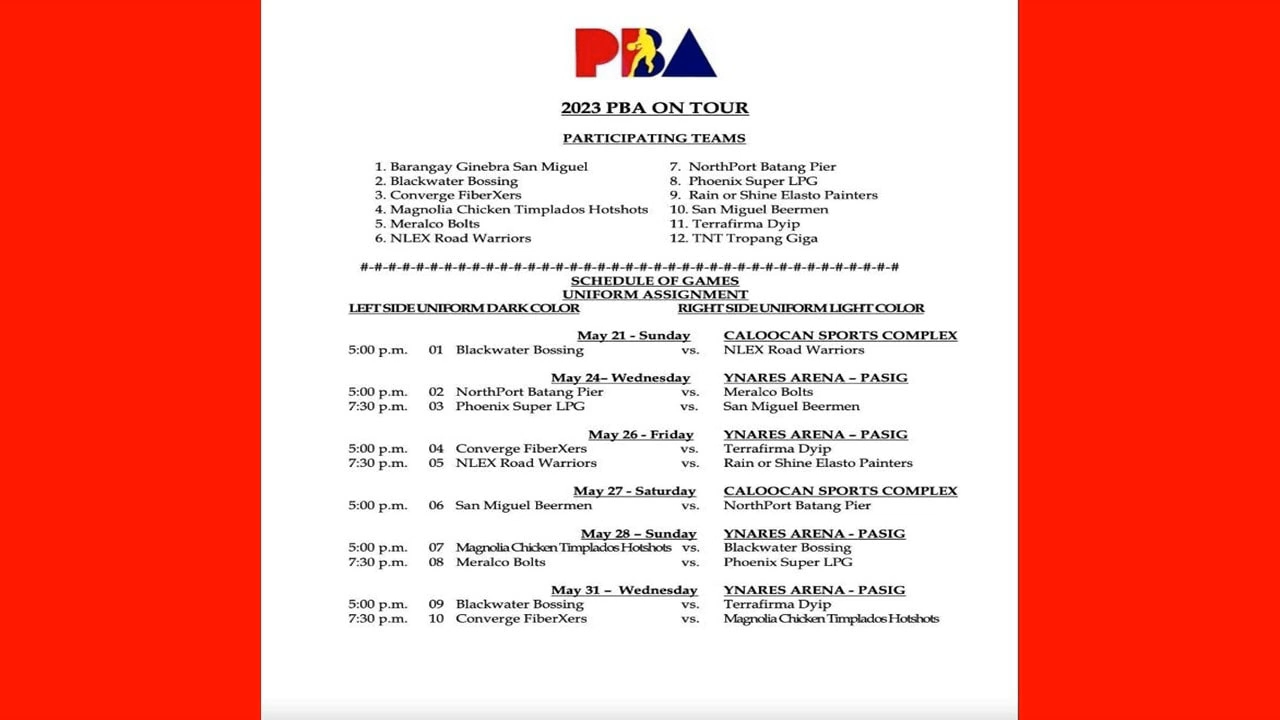 PBA
2023 PBA ON TOUR
PARTICIPATING TEAMS
1. Barangay Ginebra San Miguel
2. Blackwater Bossing
3. Converge FiberXers
4. Magnolia Chicken Timplados Hotshots
5. Meralco Bolts
6. NLEX Road Warriors
7. NorthPort Batang Pier
8. Phoenix Super LPG
9. Rain or Shine Elasto Painters
10. San Miguel Beermen
11. Terrafirma Dyip
12. TNT Tropang Giga
#-#-#-#-#-#-#-#-#-#-#-#-#-#-#-#-#-#-#-#-#-#-#-#-#-#-#-#-#-#-#-#-#-#-#-#-#-#-#
SCHEDULE OF GAMES
UNIFORM ASSIGNMENT
LEFT SIDE UNIFORM DARK COLOR RIGHT SIDE UNIFORM LIGHT COLOR
May 21 - Sunday CALOOCAN SPORTS COMPLEX
5:00 p.m. 01 Blackwater Bossing vs. NLEX Road Warriors
May 24– Wednesday YNARES ARENA – PASIG
5:00 p.m. 02 NorthPort Batang Pier vs. Meralco Bolts
7:30 p.m. 03 Phoenix Super LPG vs. San Miguel Beermen
May 26 - Friday YNARES ARENA – PASIG
5:00 p.m. 04 Converge FiberXers vs. Terrafirma Dyip
7:30 p.m. 05 NLEX Road Warriors vs. Rain or Shine Elasto Painters
May 27 - Saturday CALOOCAN SPORTS COMPLEX
5:00 p.m. 06 San Miguel Beermen vs. NorthPort Batang Pier
May 28 – Sunday YNARES ARENA - PASIG
5:00 p.m. 07 Magnolia Chicken Timplados Hotshots vs. Blackwater Bossing
7:30 p.m. 08 Meralco Bolts vs. Phoenix Super LPG
May 31 – Wednesday YNARES ARENA - PASIG
5:00 p.m. 09 Blackwater Bossing vs. Terrafirma Dyip
7:30 p.m. 10 Converge FiberXers vs. Magnolia Chicken Timplados Hotshots